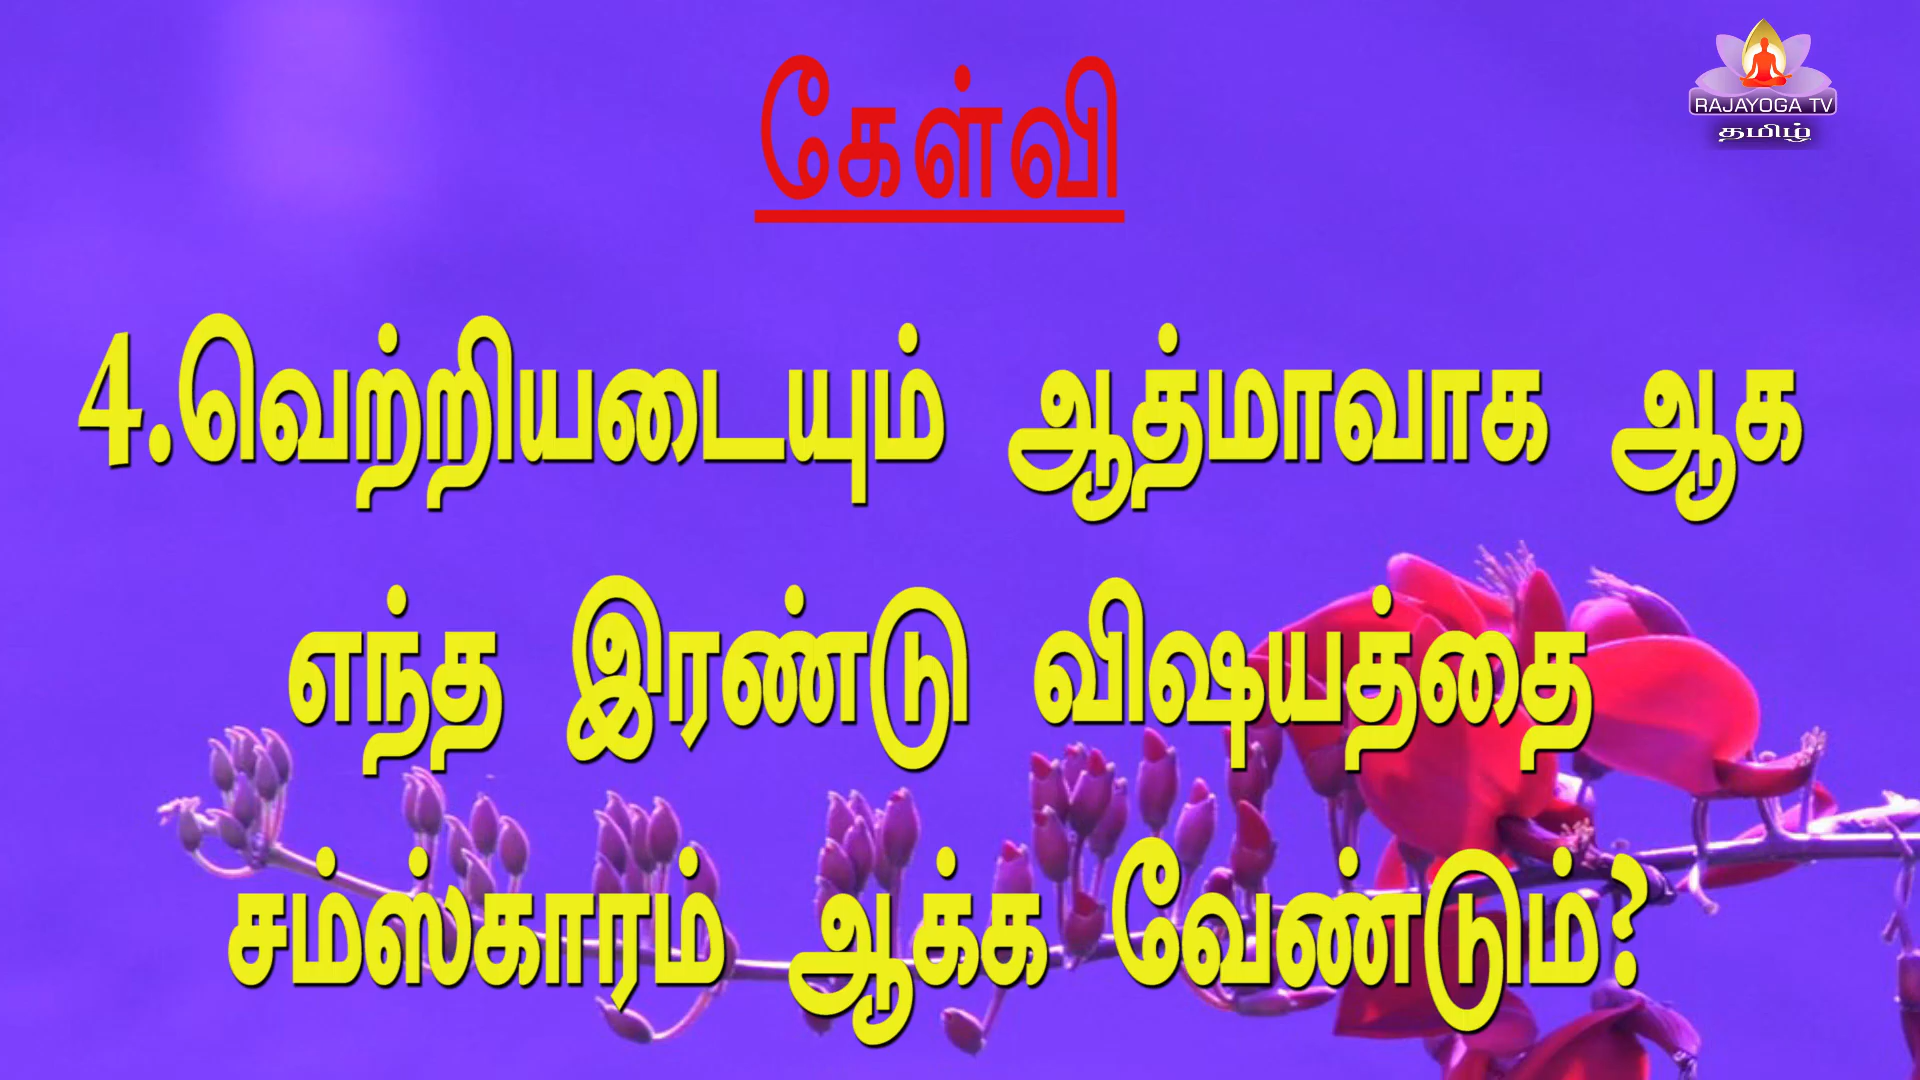 கேள்வி
RAJAYOGA TV
தமிழ்
4.வெற்றியடையும் ஆத்மாவாக ஆக
எந்த இரண்டு விஷயத்தை
சம்ஸ்காரம் ஆக்க வேண்டும்?